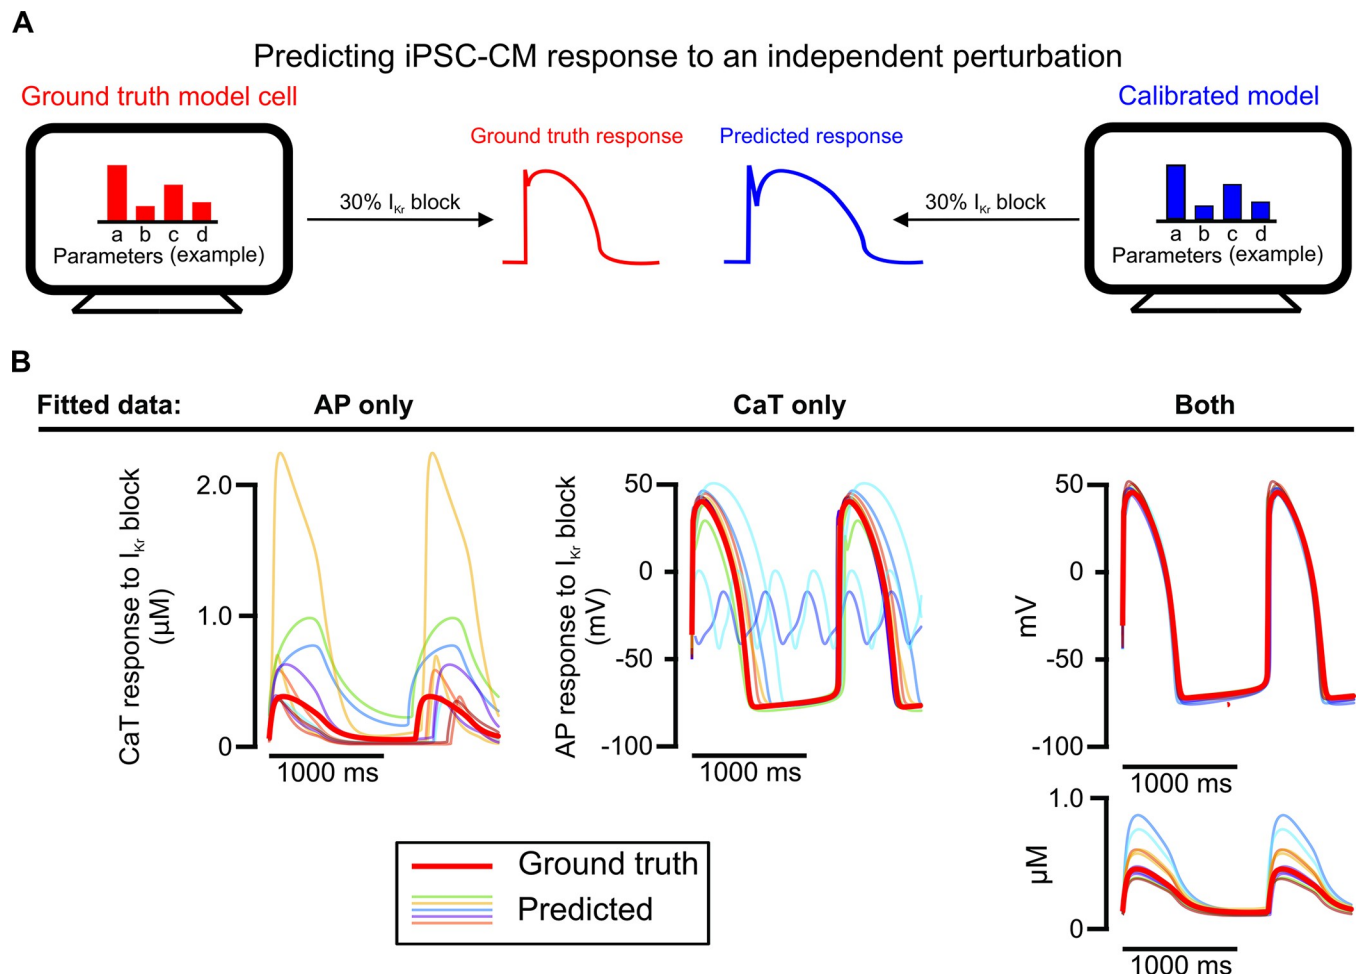 A
Predicting iPSC-CM response to an independent perturbation
Ground truth model cell
Calibrated model
Ground truth response
Predicted response
30% IKr block
30% IKr block
a b c d
Parameters (example)
a b c d
Parameters (example)
B
Fitted data: AP only CaT only Both
CaT response to IKr block
(µM)
2.0
1.0
0
1000 ms
AP response to IKr block
(mV)
50
0
-50
-100
1000 ms
mV
50
0
-50
-100
1000 ms
µM
1.0
0
1000 ms
Ground truth
Predicted